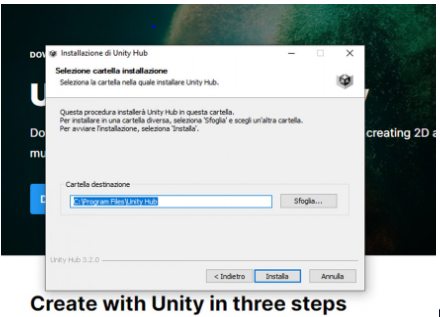 DOW
Installazione di Unity Hub
Selezione cartella installazione
Seleziona la cartella nella quale installare Unity Hub.
U
y
Questa procedura installerà Unity Hub in questa cartella.
Per installare in una cartella diversa, seleziona 'Sfoglia' e scegli un'altra cartella.
Per avviare l'installazione, seleziona 'Installa'.
Do
creating 2D a
mu
Cartella destinazione
C:\Program Files\Unity Hub
Sfoglia...
D
Unity Hub 3.2.0
< Indietro
Installa
Annulla
Create with Unity in three steps